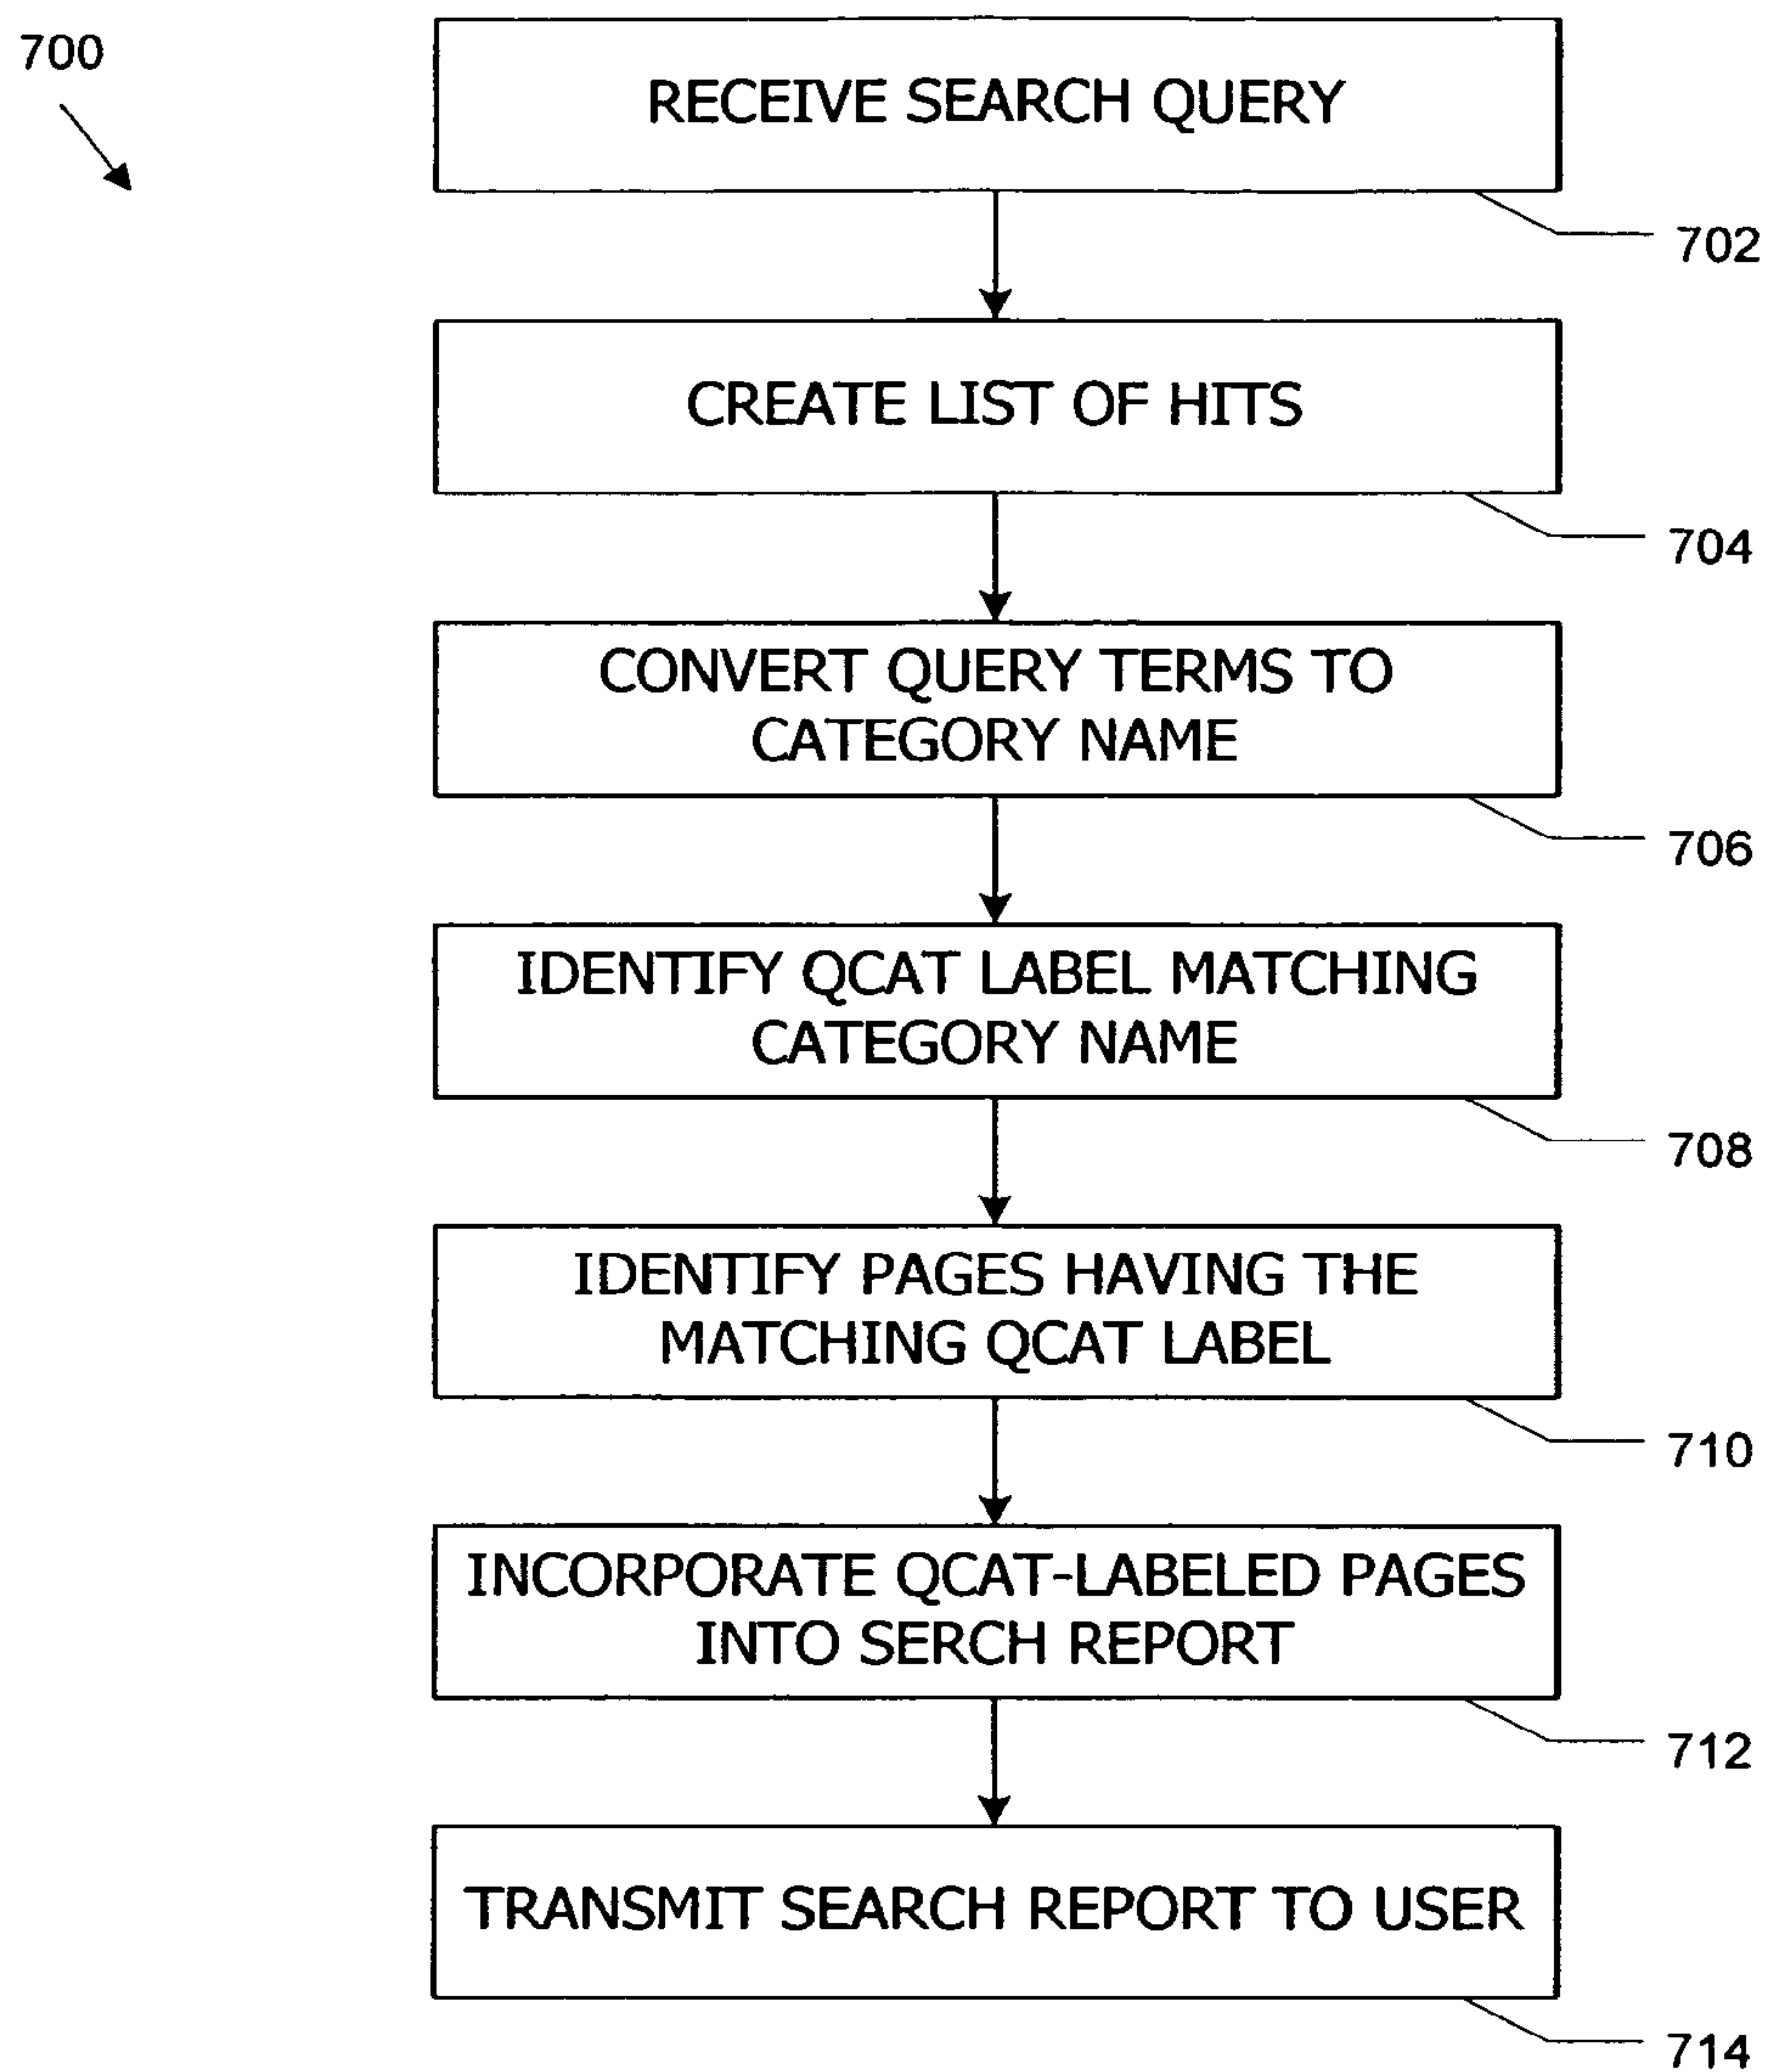 700
RECEIVE SEARCH QUERY
702
CREATE LIST OF HITS
704
CONVERT QUERY TERMS TO
CATEGORY NAME
706
IDENTIFY QCAT LABEL MATCHING
CATEGORY NAME
708
IDENTIFY PAGES HAVING THE
MATCHING QCAT LABEL
710
INCORPORATE QCAT-LABELED PAGES
INTO SERCH REPORT
712
TRANSMIT SEARCH REPORT TO USER
714